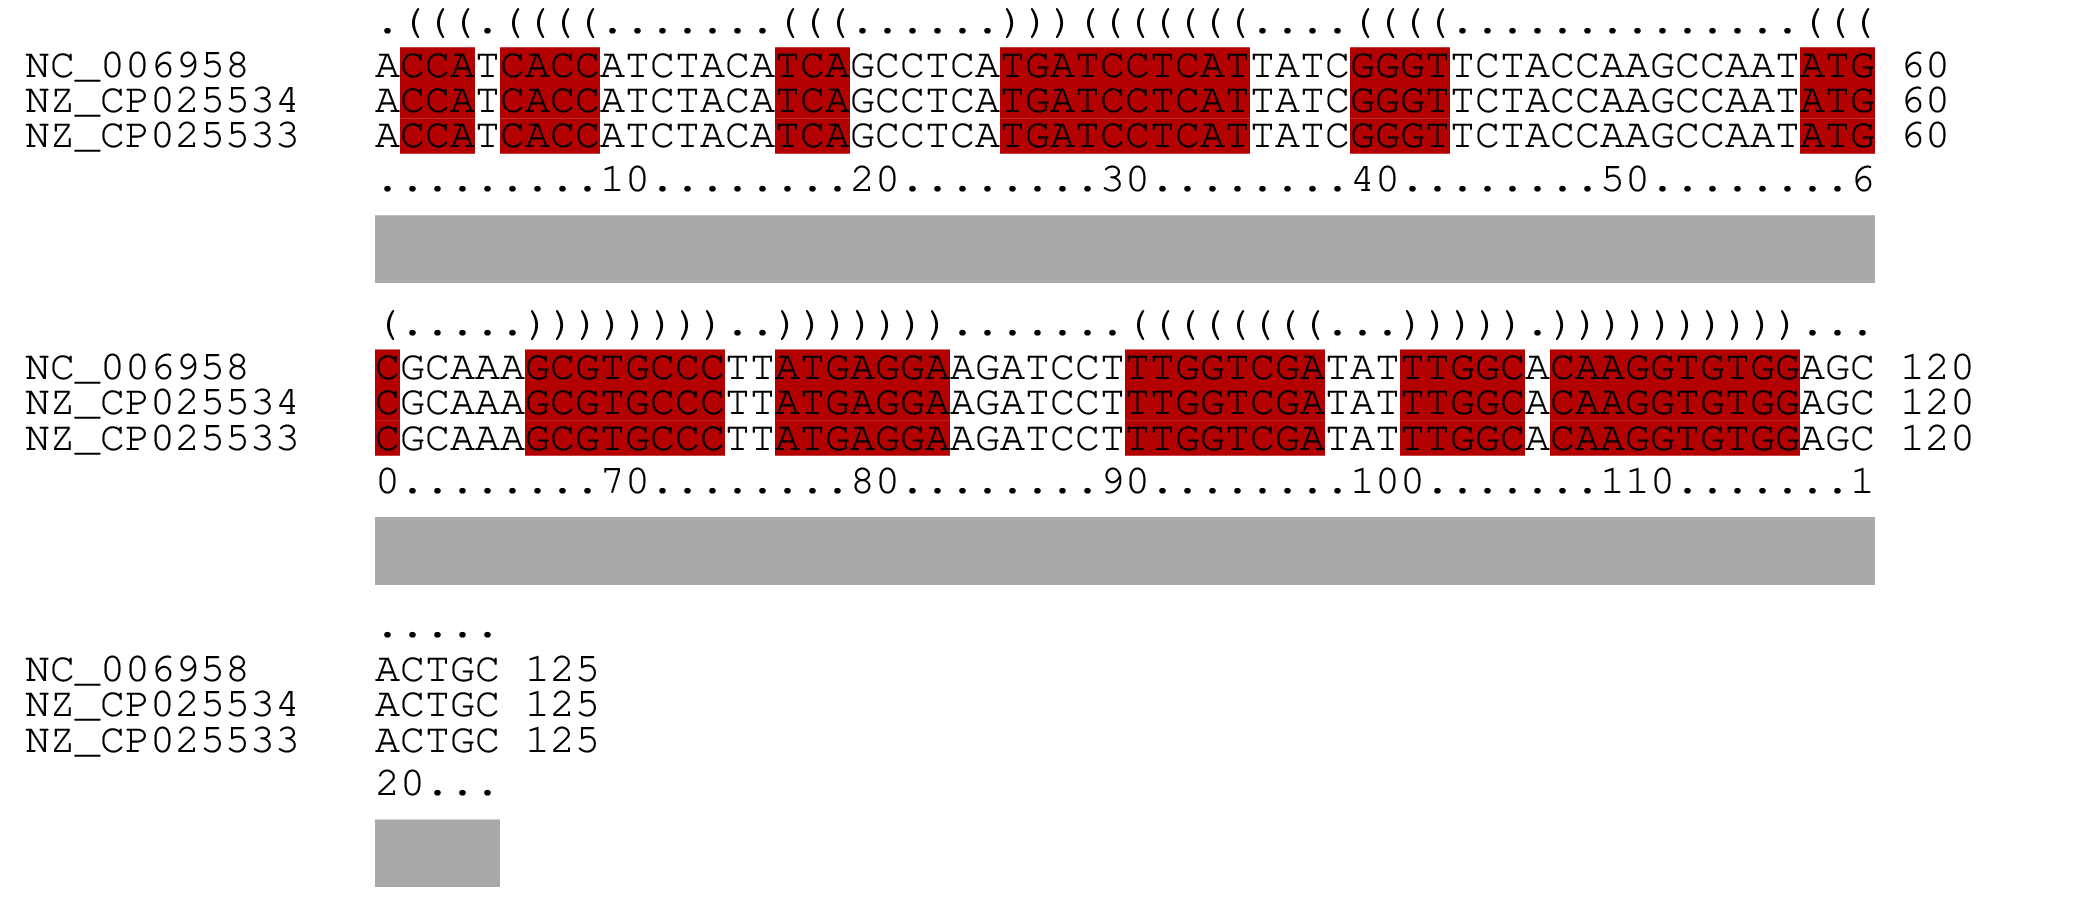 .(((.((((.......(((......)))(((((((....((((..............(((
NC_006958 ACCATCACCATCTACATCAGCCTCATGATCCTCATTATCGGGTTCTACCAAGCCAATATG 60
NZ_CP025534 ACCATCACCATCTACATCAGCCTCATGATCCTCATTATCGGGTTCTACCAAGCCAATATG 60
NZ_CP025533 ACCATCACCATCTACATCAGCCTCATGATCCTCATTATCGGGTTCTACCAAGCCAATATG 60
.........10........20........30........40........50........6
(.....))))))))..))))))).......((((((((...))))).))))))))))...
NC_006958 CGCAAAGCGTGCCCTTATGAGGAAGATCCTTTGGTCGATATTTGGCACAAGGTGTGGAGC 120
NZ_CP025534 CGCAAAGCGTGCCCTTATGAGGAAGATCCTTTGGTCGATATTTGGCACAAGGTGTGGAGC 120
NZ_CP025533 CGCAAAGCGTGCCCTTATGAGGAAGATCCTTTGGTCGATATTTGGCACAAGGTGTGGAGC 120
0........70........80........90........100.......110.......1
.....
NC_006958 ACTGC 125
NZ_CP025534 ACTGC 125
NZ_CP025533 ACTGC 125
20...